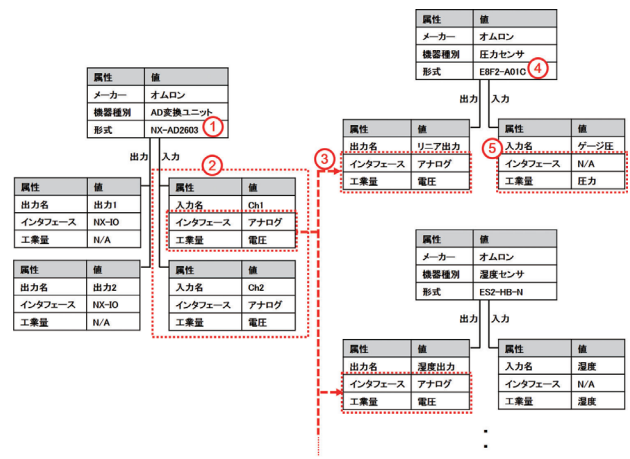 属性 値
メーカー オムロン
機器種別 圧力センサ
形式 E8F2-A01C ④
出力 入力
属性 値
メーカー オムロン
機器種別 AD変換ユニット
形式 NX-AD2603 ①
出力 入力
②
③
⑤
属性 値
出力名 リニア出力
インタフェース アナログ
工業量 電圧
属性 値
入力名 ゲージ圧
インタフェース N/A
工業量 圧力
属性 値
出力名 出力1
インタフェース NX-IO
工業量 N/A
属性 値
入力名 Ch1
インタフェース アナログ
工業量 電圧
属性 値
出力名 出力2
インタフェース NX-IO
工業量 N/A
属性 値
入力名 Ch2
インタフェース アナログ
工業量 電圧
属性 値
メーカー オムロン
機器種別 湿度センサ
形式 ES2-HB-N
出力 入力
属性 値
出力名 湿度出力
インタフェース アナログ
工業量 電圧
属性 値
入力名 湿度
インタフェース N/A
工業量 湿度